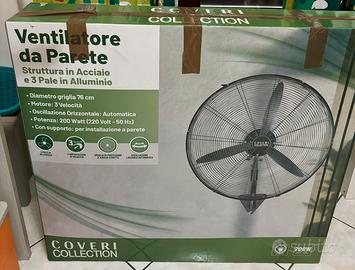 COVERI
COLLECTION
Ventilatore
da Parete
Struttura in Acciaio
e 3 Pale in Alluminio
• Diametro griglia 76 cm
• Motore: 3 Velocità
• Oscillazione Orizzontale: Automatica
• Potenza: 200 Watt (220 Volt - 50 Hz)
• Con supporto: per installazione a parete
COVERI
COLLECTION
subito